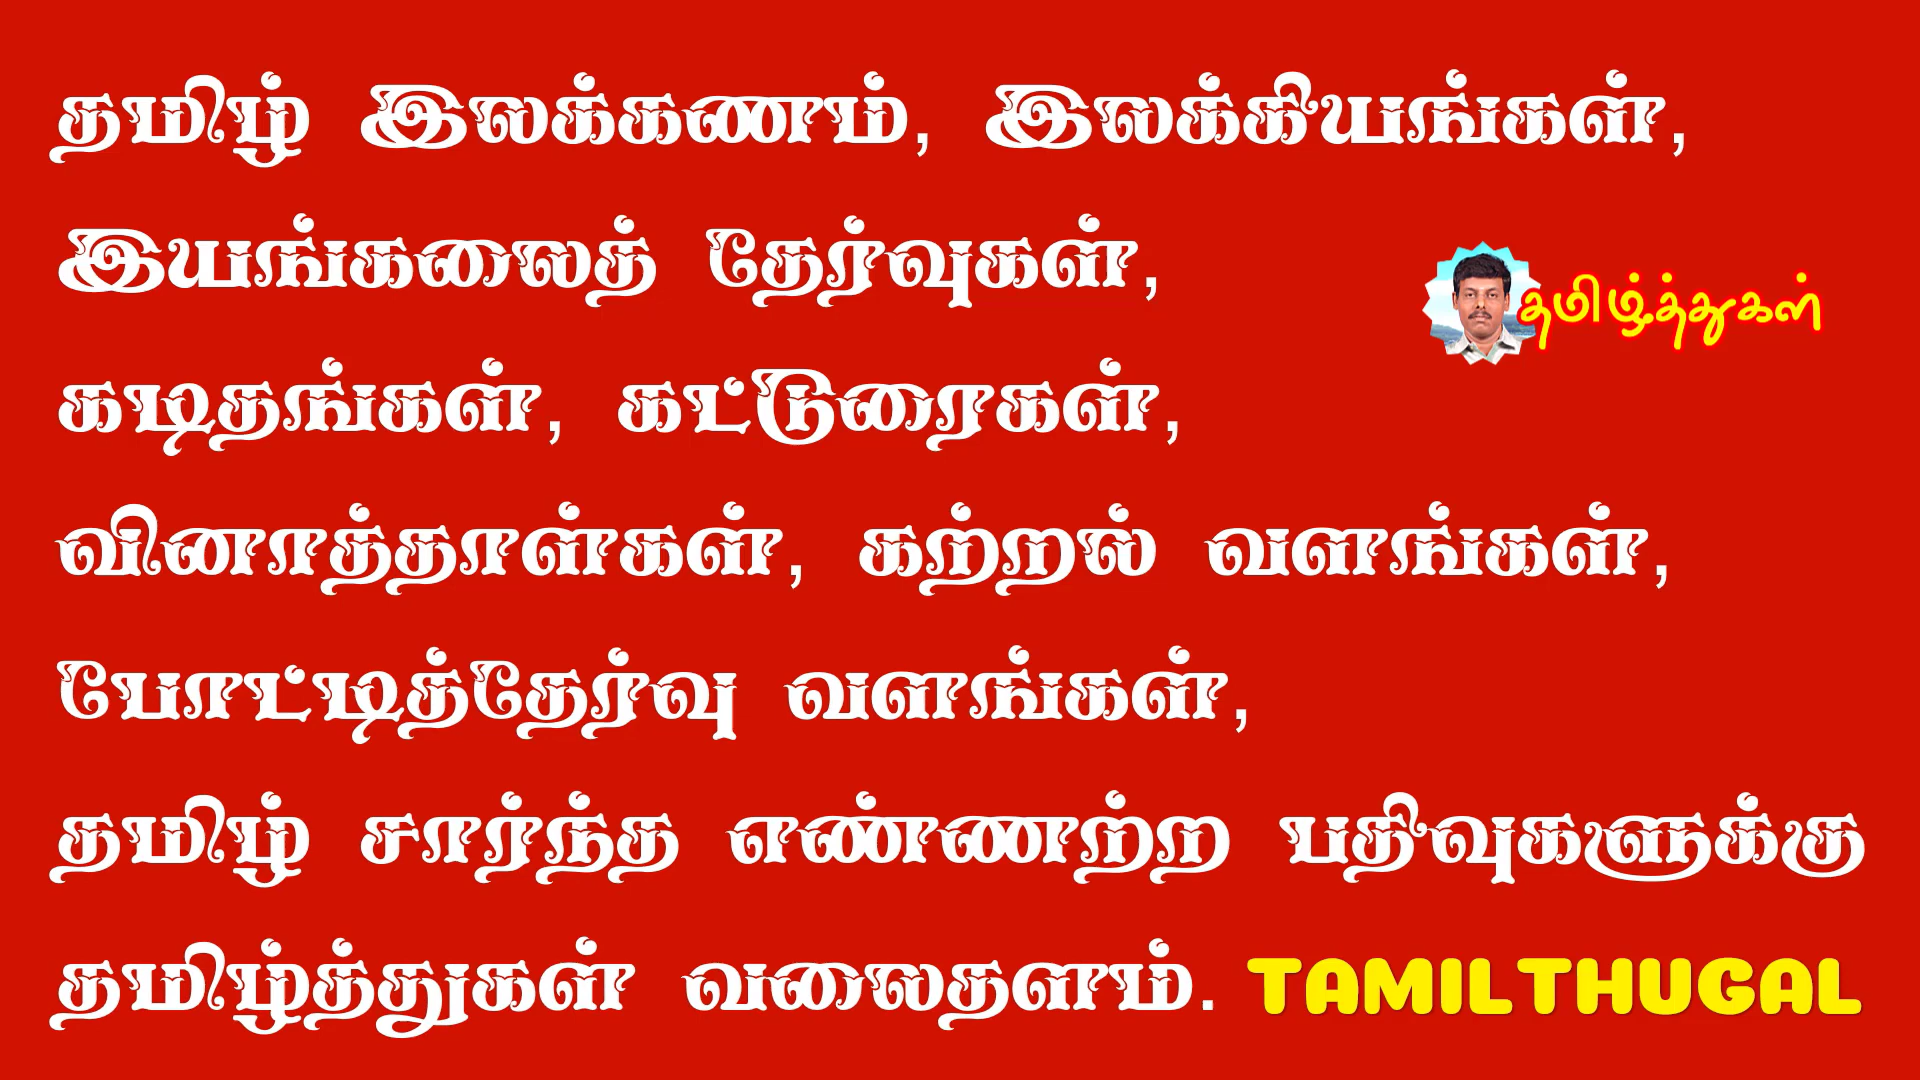 தமிழ் இலக்கணம், இலக்கியங்கள்,
இயங்கலைத் தேர்வுகள்,
தமிழ்த்துகள்
கடிதங்கள், கட்டுரைகள்,
வினாத்தாள்கள், கற்றல் வளங்கள்,
போட்டித்தேர்வு வளங்கள்,
தமிழ் சார்ந்த எண்ணற்ற பதிவுகளுக்கு
தமிழ்த்துகள் வலைதளம். TAMILTHUGAL